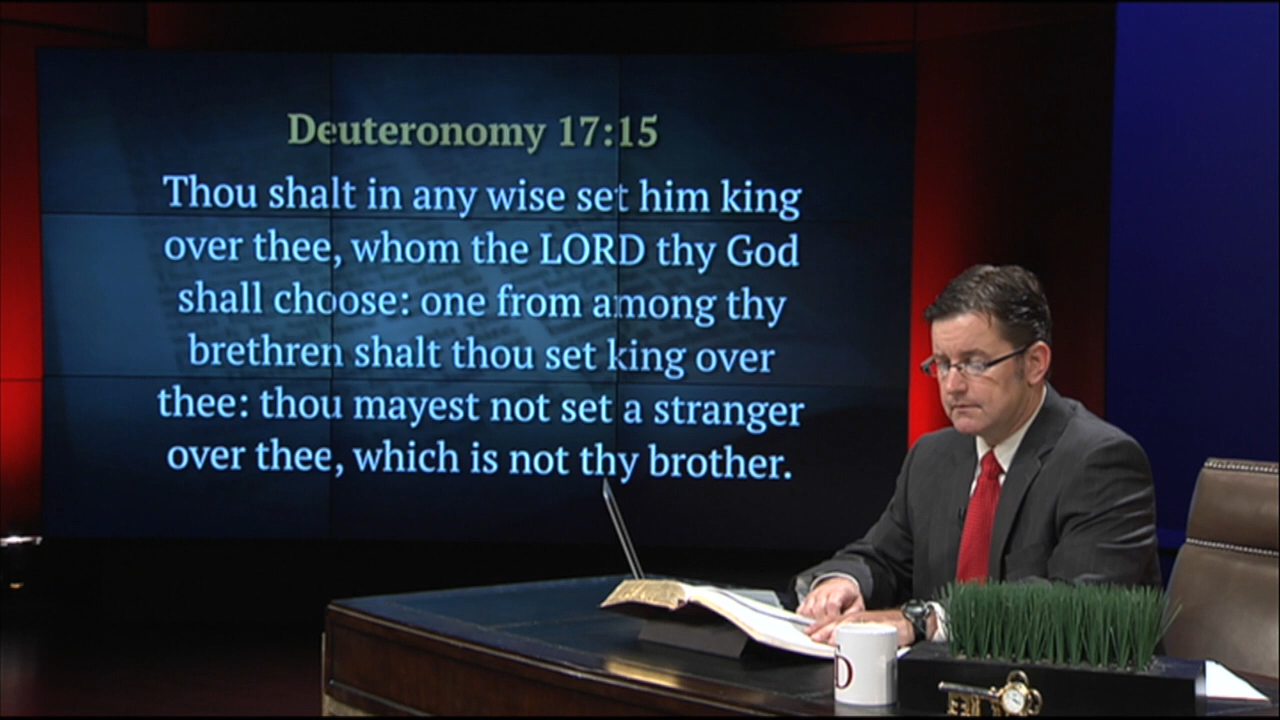 Deuteronomy 17:15
Thou shalt in any wise set him king
over thee, whom the LORD thy God
shall choose: one from among thy
brethren shalt thou set king over
thee: thou mayest not set a stranger
over thee, which is not thy brother.